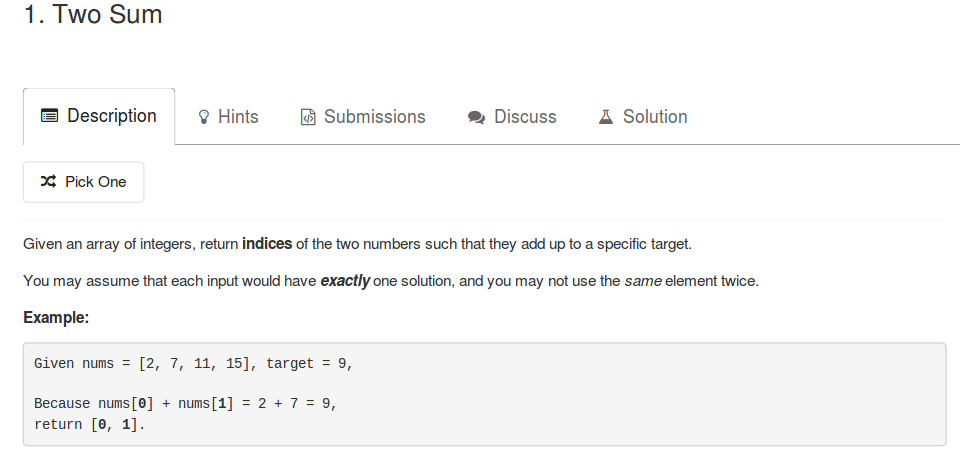 1. Two Sum
Description Hints Submissions Discuss Solution
Pick One
Given an array of integers, return indices of the two numbers such that they add up to a specific target.
You may assume that each input would have exactly one solution, and you may not use the same element twice.
Example:
Given nums = [2, 7, 11, 15], target = 9,
Because nums[0] + nums[1] = 2 + 7 = 9,
return [0, 1].